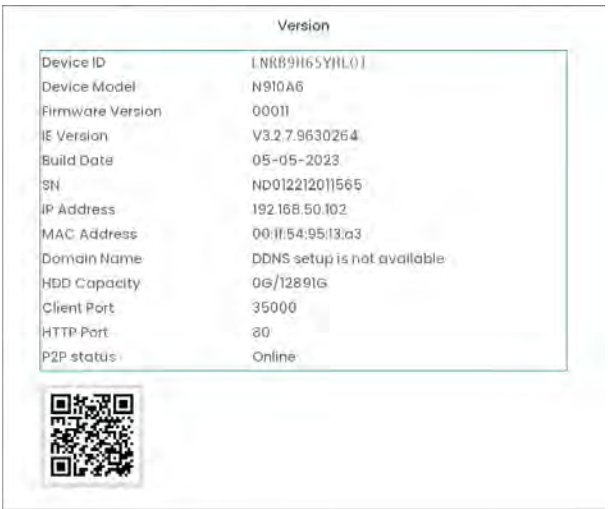 Version
Device ID
Device Model N910A6
Firmware Version 00011
IE Version V3.2.7.9630264
Build Date 05-05-2023
SN ND012212011565
IP Address 192.168.50.102
MAC Address 00:1f:54:95:13:a3
Domain Name DDNS setup is not available
HDD Capacity 0G/12891G
Client Port 35000
HTTP Port 80
P2P status Online